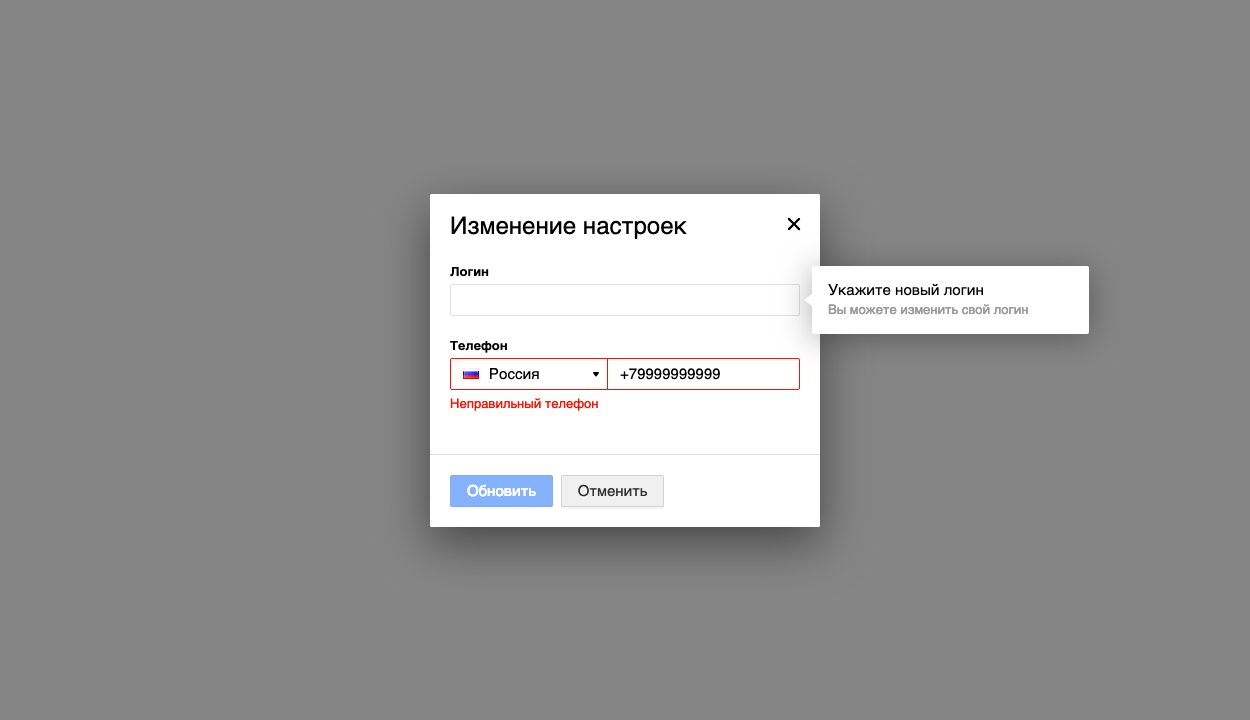 Изменение настроек
Логин
Укажите новый логин
Вы можете изменить свой логин
Телефон
Россия
+79999999999
Неправильный телефон
Обновить
Отменить